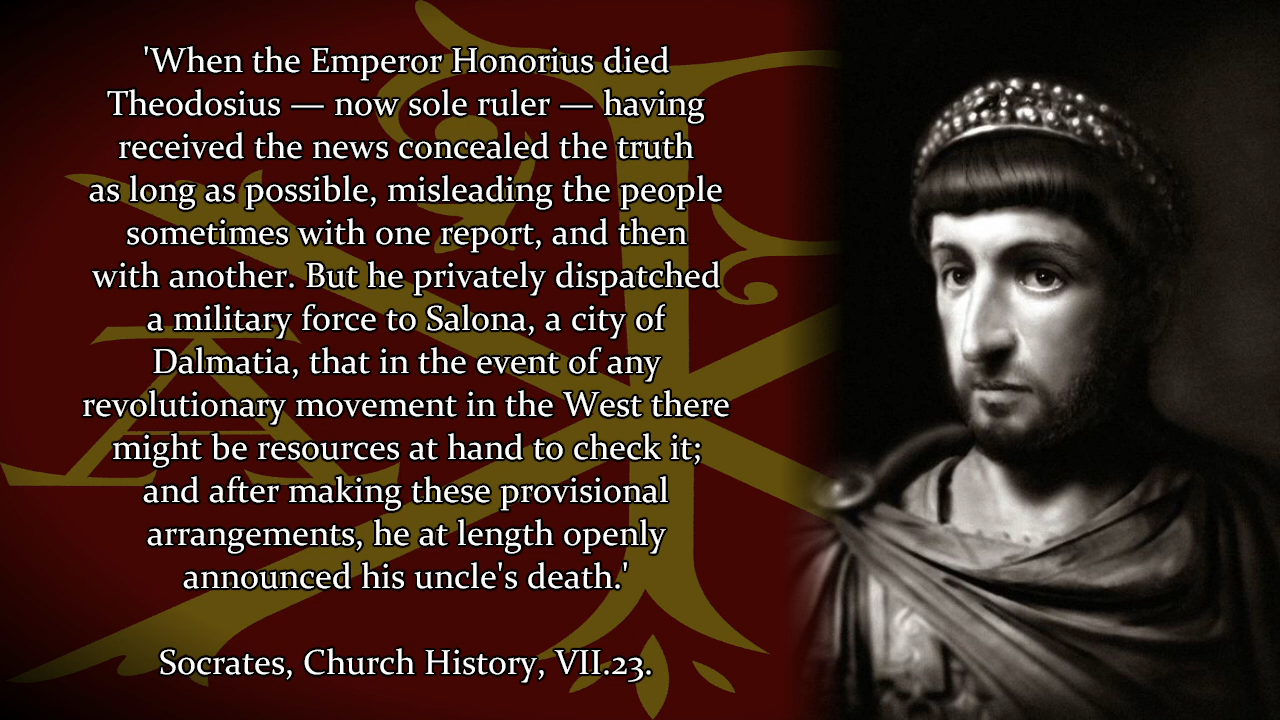 'When the Emperor Honorius died
Theodosius — now sole ruler — having
received the news concealed the truth
as long as possible, misleading the people
sometimes with one report, and then
with another. But he privately dispatched
a military force to Salona, a city of
Dalmatia, that in the event of any
revolutionary movement in the West there
might be resources at hand to check it;
and after making these provisional
arrangements, he at length openly
announced his uncle's death.'
Socrates, Church History, VII.23.